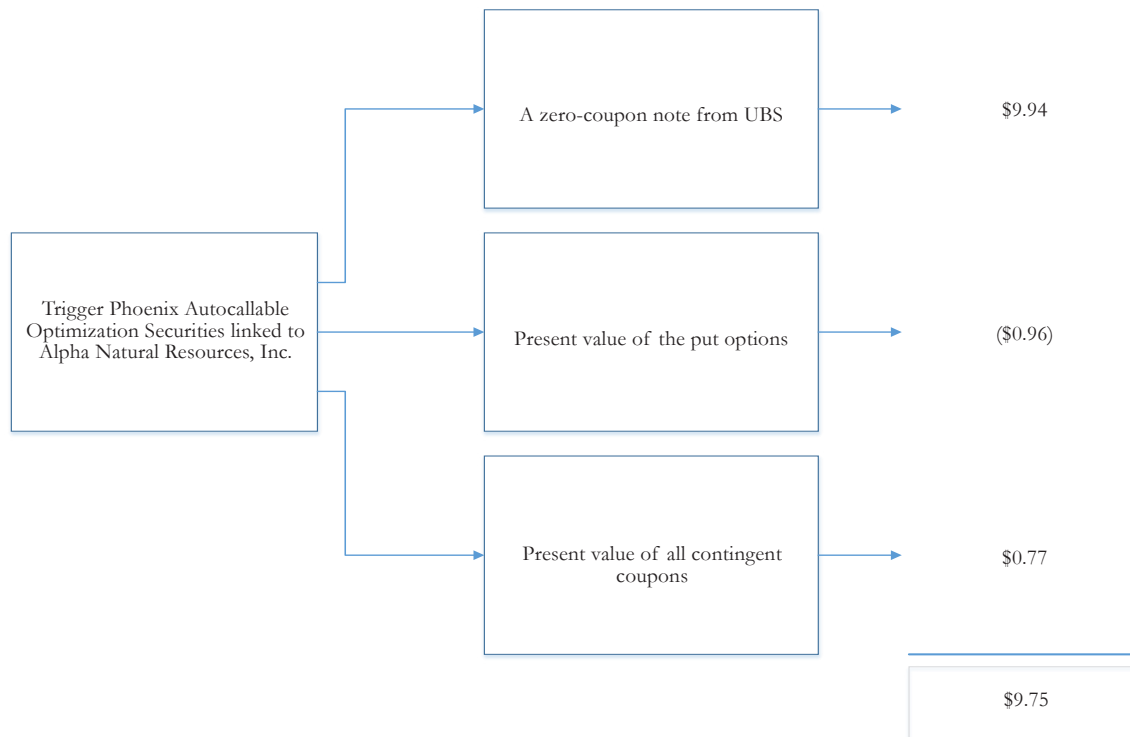 A zero-coupon note from UBS
$9.94
Trigger Phoenix Autocallable
Optimization Securities linked to
Alpha Natural Resources, Inc.
Present value of the put options
($0.96)
Present value of all contingent
coupons
$0.77
$9.75